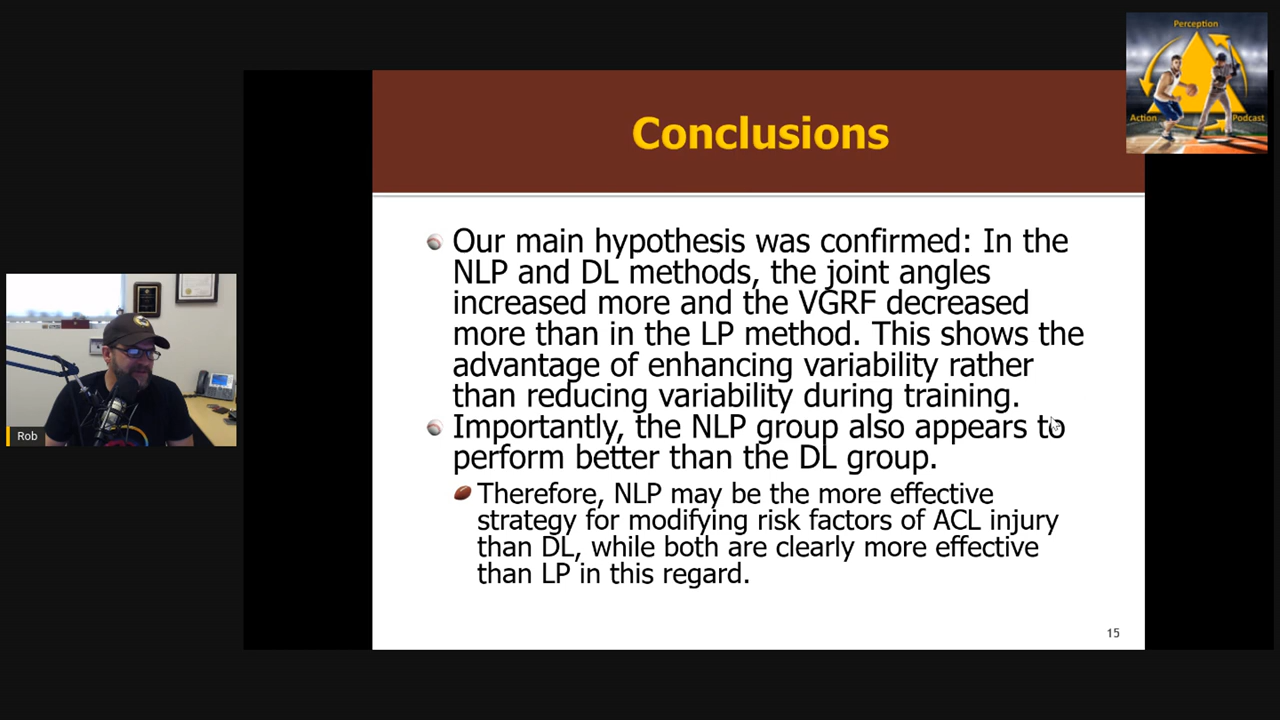 Perception
Action
Podcast
Conclusions
Our main hypothesis was confirmed: In the
NLP and DL methods, the joint angles
increased more and the VGRF decreased
more than in the LP method. This shows the
advantage of enhancing variability rather
than reducing variability during training.
Importantly, the NLP group also appears to
perform better than the DL group.
Therefore, NLP may be the more effective
strategy for modifying risk factors of ACL injury
than DL, while both are clearly more effective
than LP in this regard.
15
Rob